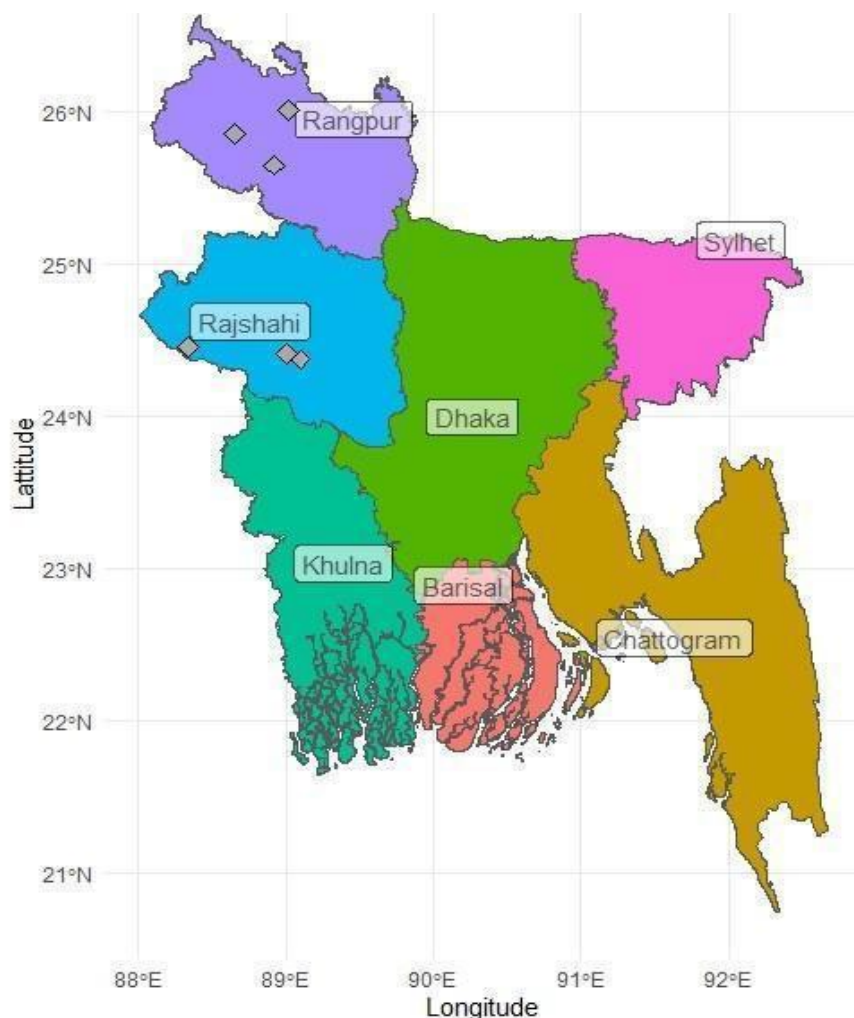 26°N
Rangpur
25°N
Sylhet
Rajshahi
24°N
Dhaka
Lattitude
23°N
Khulna
Barisal
Chattogram
22°N
21°N
88°E 89°E 90°E 91°E 92°E
Longitude